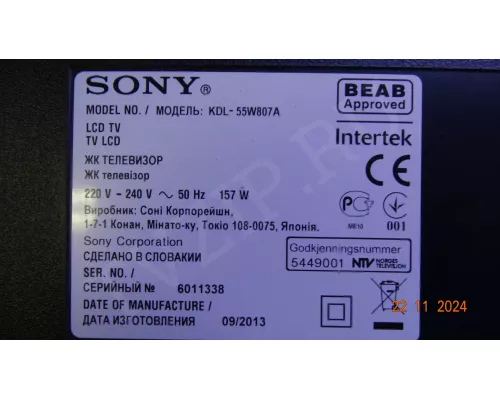 SONY®
BEAB
Approved
MODEL NO. / МОДЕЛЬ: KDL-55W807A
LCD TV
TV LCD
Intertek
ЖК ТЕЛЕВИЗОР
ЖК телевізор
CE
220 V ~ 240 V ~ 50 Hz 157 W
Виробник: Соні Корпорейшн,
1-7-1 Конан, Мінато-ку, Токіо 108-0075, Японія.
ME10
001
Sony Corporation
СДЕЛАНО В СЛОВАКИИ
Godkjenningsnummer
5449001 NTV NORGES TELEVISJON
SER. NO. /
СЕРИЙНЫЙ № 6011338
DATE OF MANUFACTURE /
ДАТА ИЗГОТОВЛЕНИЯ 09/2013
22 11 2024